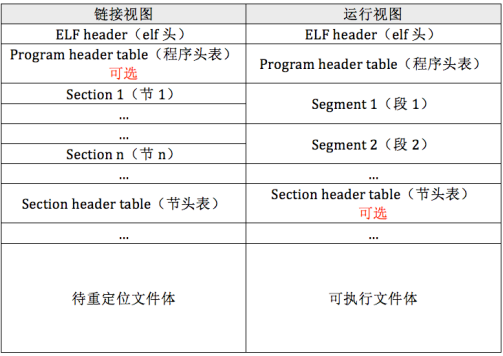 链接视图 运行视图
ELF header（elf 头） ELF header（elf 头）
Program header table（程序头表）
可选
Program header table（程序头表）
Section 1（节 1）
...
Segment 1（段 1）
...
Section n（节 n）
Segment 2（段 2）
... ...
Section header table（节头表）
Section header table（节头表）
可选
... ...
待重定位文件体 可执行文件体